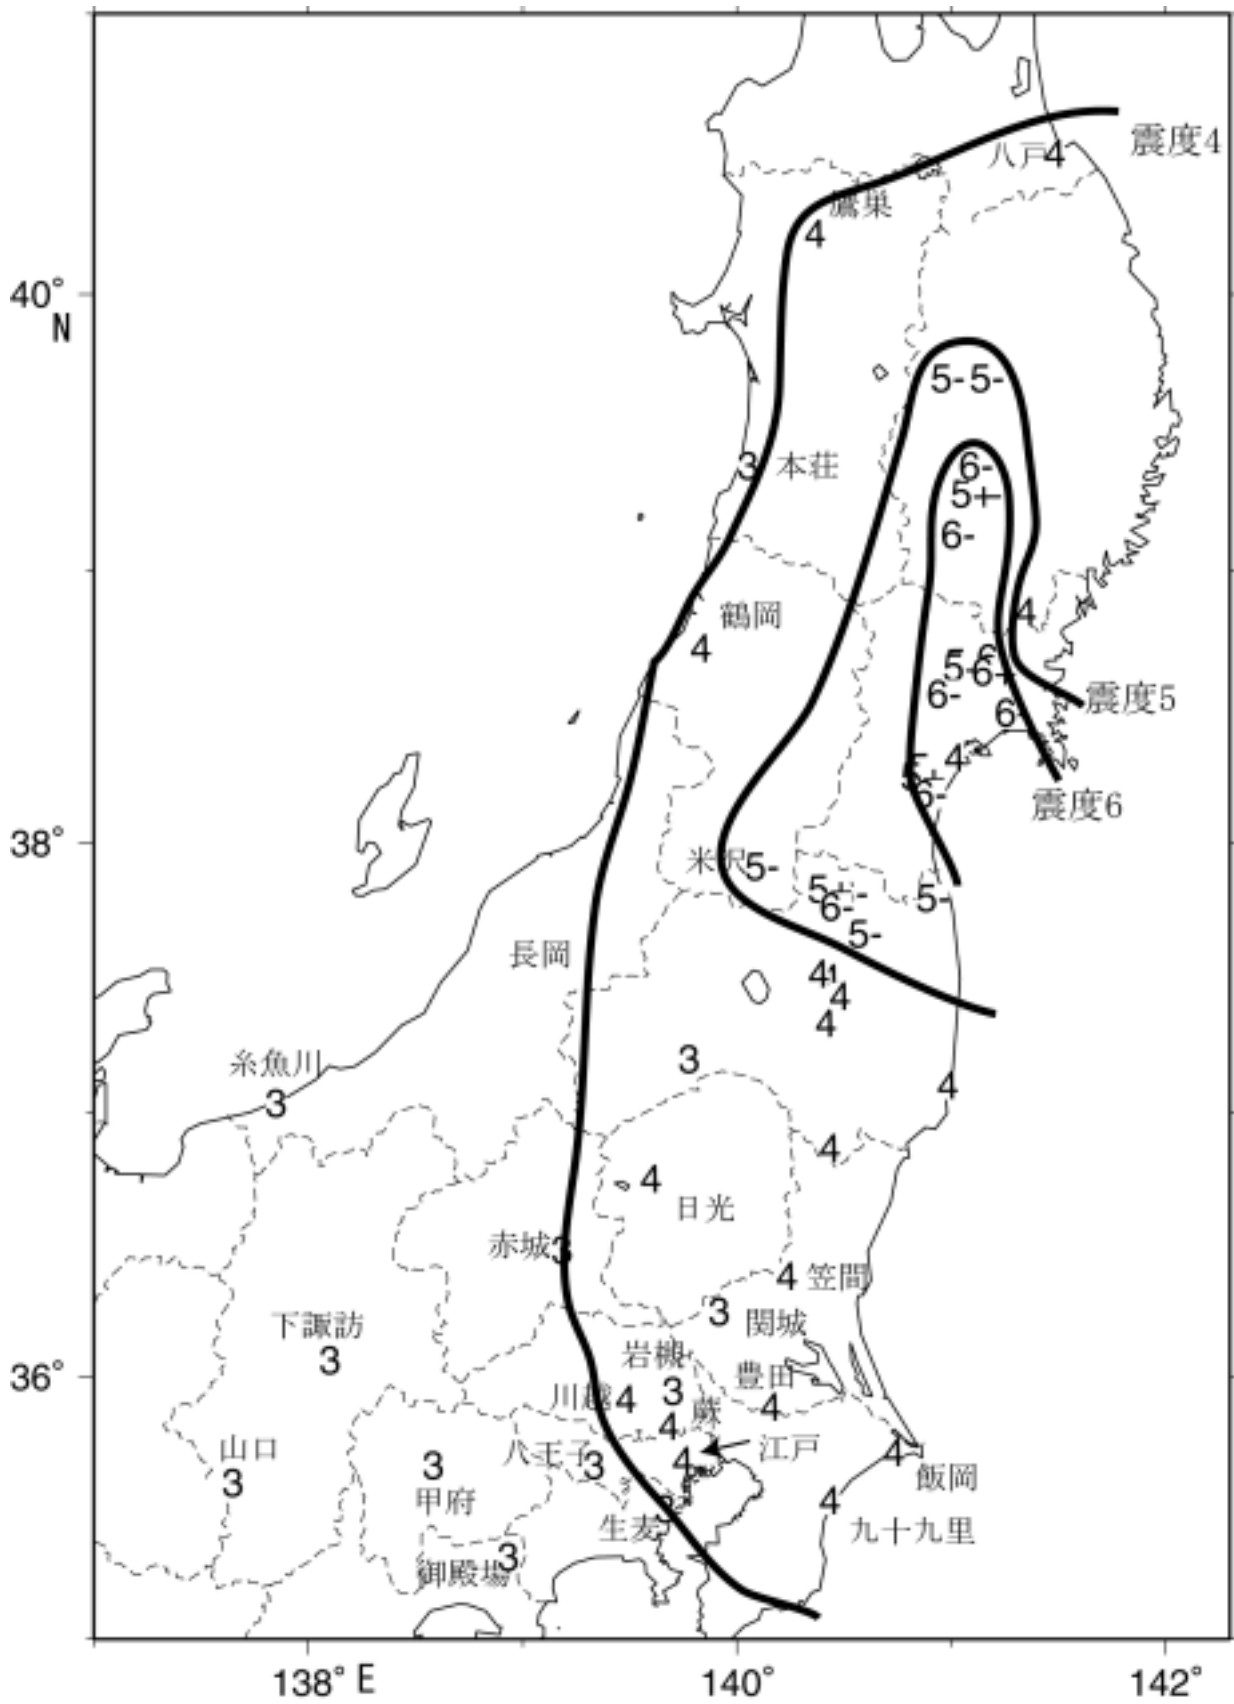 震度4
八戸 4
鷹巣
4
40°
N
5- 5-
3 本荘
6-
5+
6-
4
鶴岡
4
5+ 6-
6+
6-
震度5
6-
4
5+
6-
震度6
38°
米沢 5-
5+ -
6-
5-
5-
長岡
4
4
4
3
糸魚川
3
4
4
4
日光
赤城 3
4 笠間
3 関城
下諏訪
3
岩槻
36°
豊田
川越 4 3
4
蕨
4
山口
3
八王子 3
4 江戸
4
飯岡
3
甲府
3
生麦
4
九十九里
3
御殿場
138° E
140°
142°